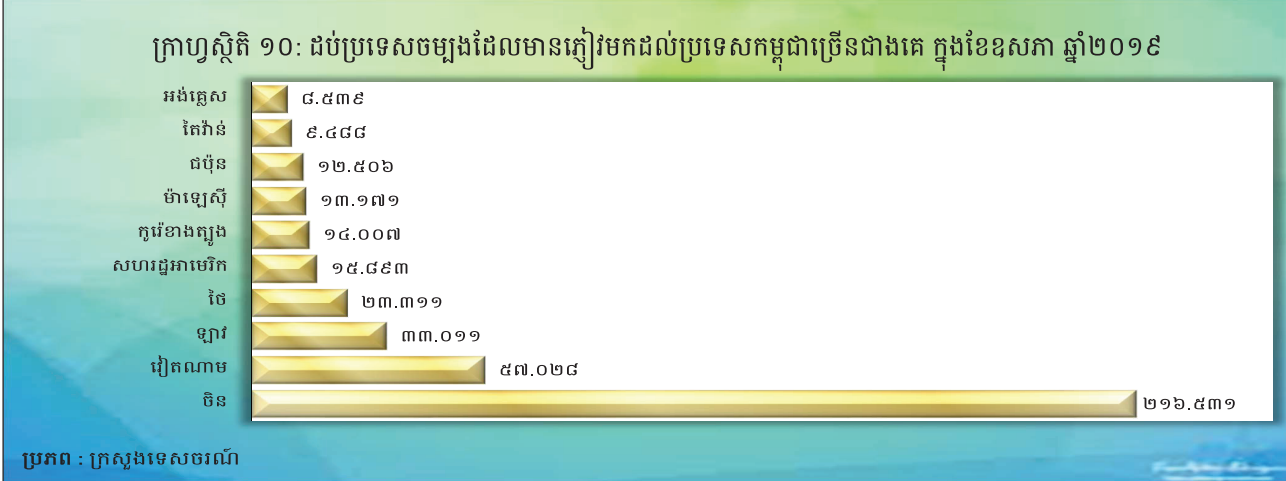 ក្រាហ្វស្ថិតិ ១០: ដប់ប្រទេសចម្បងដែលមានភ្ញៀវមកដល់ប្រទេសកម្ពុជាច្រើនជាងគេ ក្នុងខែឧសភា ឆ្នាំ២០១៩
អង់គ្លេស ៨.៥៣៩
តៃវ៉ាន់ ៩.៤៨៨
ជប៉ុន ១២.៥០៦
ម៉ាឡេស៊ី ១៣.១៧១
កូរ៉េខាងត្បូង ១៤.០០៧
សហរដ្ឋអាមេរិក ១៥.៨៩៣
ថៃ ២៣.៣១១
ឡាវ ៣៣.០១១
វៀតណាម ៥៧.០២៨
ចិន ២១៦.៥៣១
ប្រភព : ក្រសួងទេសចរណ៍